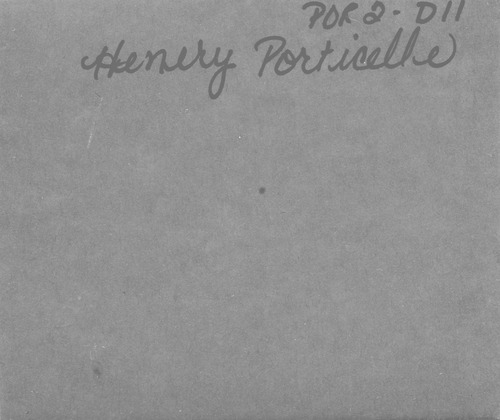 POR 2 - D11
Henery Porticelle